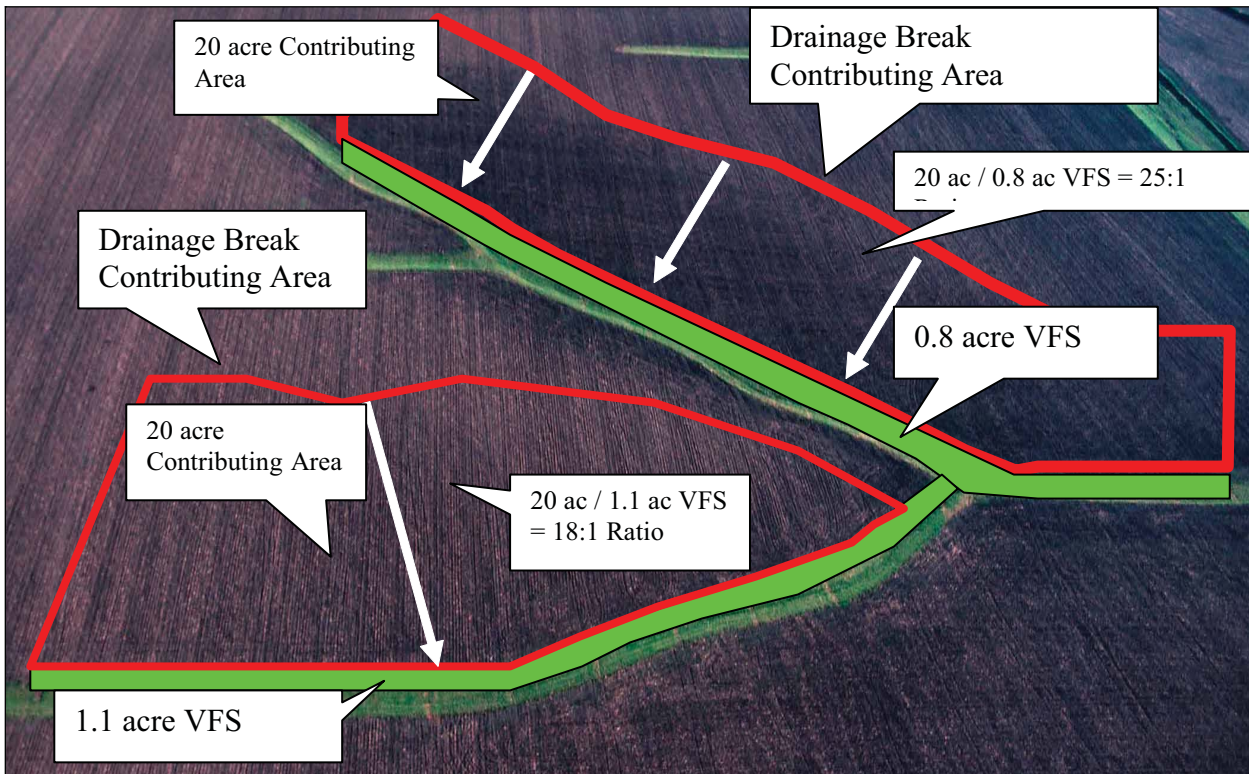 20 acre Contributing
Area
Drainage Break
Contributing Area
20 ac / 0.8 ac VFS = 25:1
Drainage Break
Contributing Area
0.8 acre VFS
20 acre
Contributing Area
20 ac / 1.1 ac VFS
= 18:1 Ratio
1.1 acre VFS